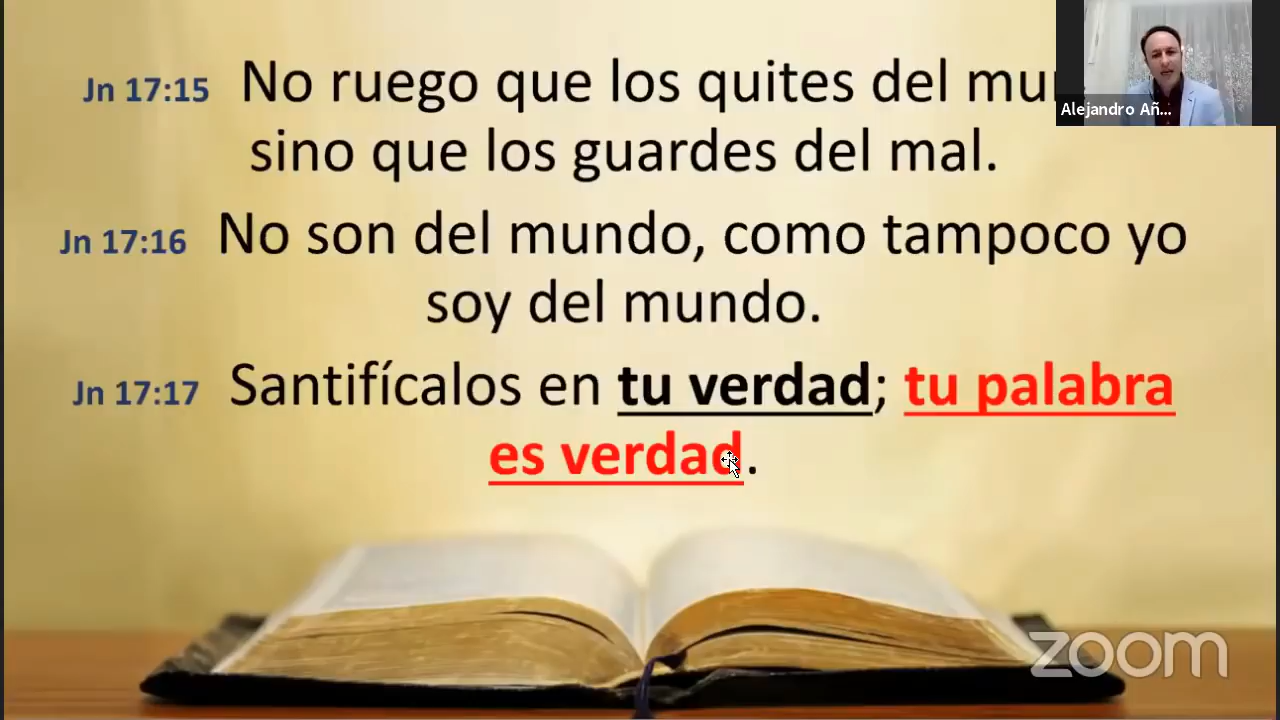 Jn 17:15 No ruego que los quites del
sino que los guardes del mal.
Jn 17:16 No son del mundo, como tampoco yo
soy del mundo.
Jn 17:17 Santifícalos en tu verdad; tu palabra
es verdad.
Alejandro Añ...
zoom